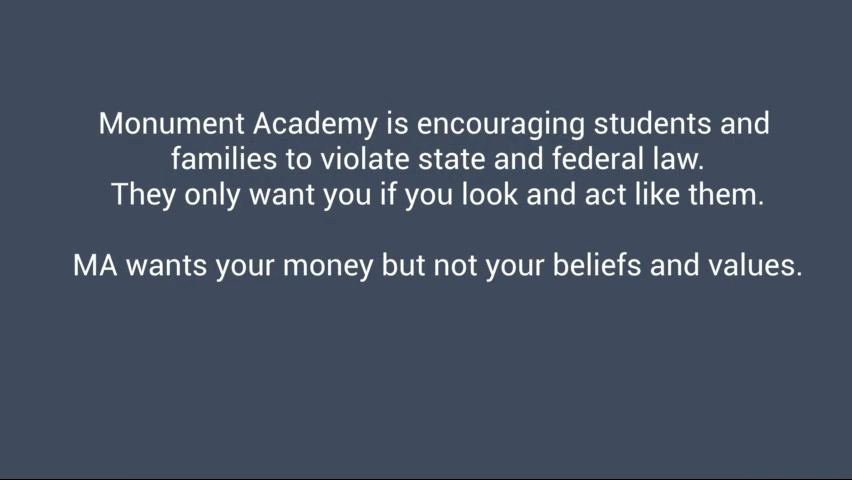 Monument Academy is encouraging students and
families to violate state and federal law.
They only want you if you look and act like them.
MA wants your money but not your beliefs and values.